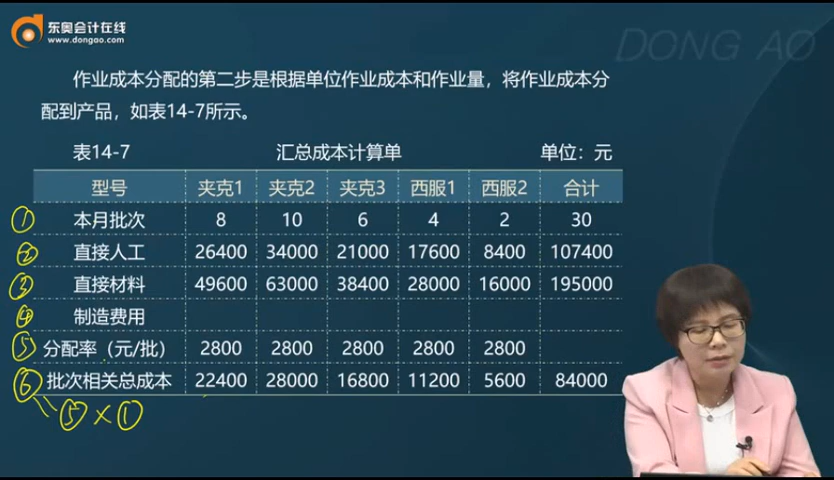 东奥会计在线
www.dongao.com
DONG AO
作业成本分配的第二步是根据单位作业成本和作业量，将作业成本分
配到产品，如表14-7所示。
表14-7 汇总成本计算单 单位：元
型号 夹克1 夹克2 夹克3 西服1 西服2 合计
① 本月批次 8 10 6 4 2 30
② 直接人工 26400 34000 21000 17600 8400 107400
③ 直接材料 49600 63000 38400 28000 16000 195000
④ 制造费用
⑤ 分配率（元/批） 2800 2800 2800 2800 2800
⑥ 批次相关总成本 22400 28000 16800 11200 5600 84000
⑤×①